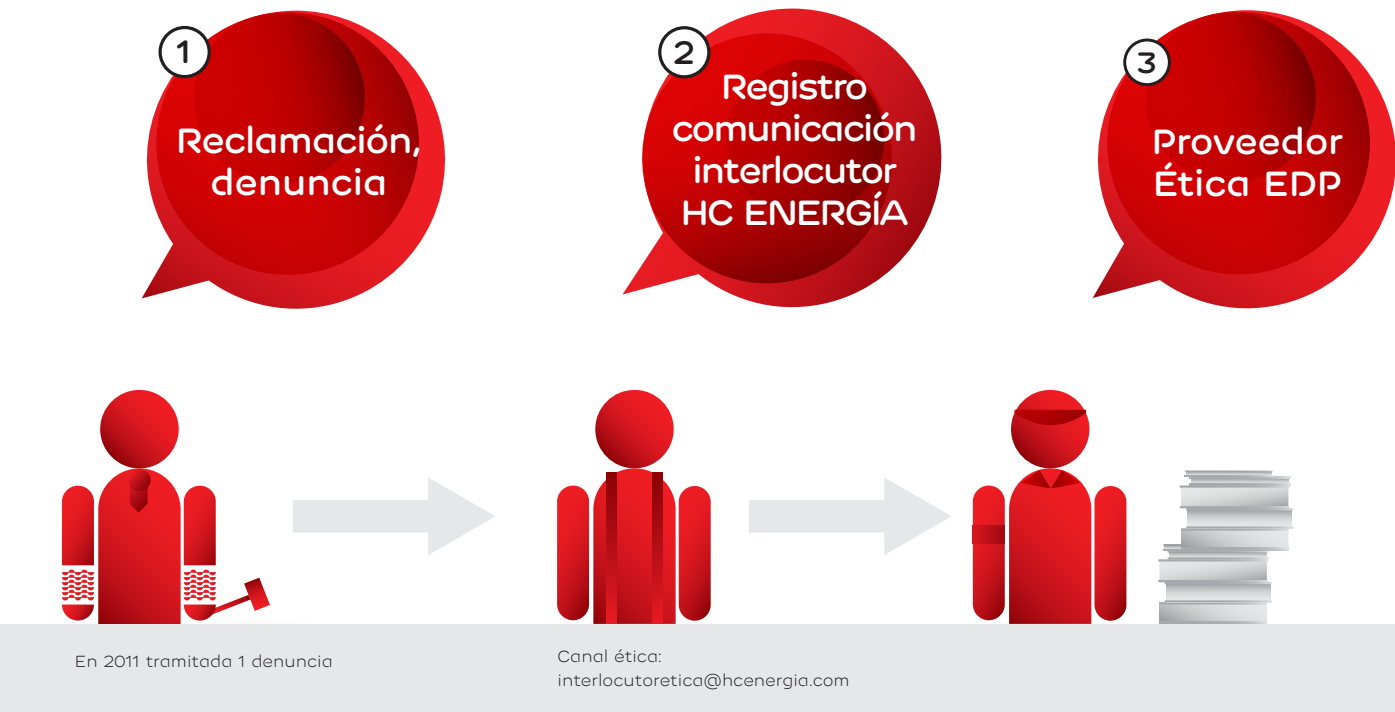 1
Reclamación,
denuncia
2
Registro
comunicación
interlocutor
HC ENERGÍA
3
Proveedor
Ética EDP
En 2011 tramitada 1 denuncia
Canal ética:
interlocutoretica@hcenergia.com